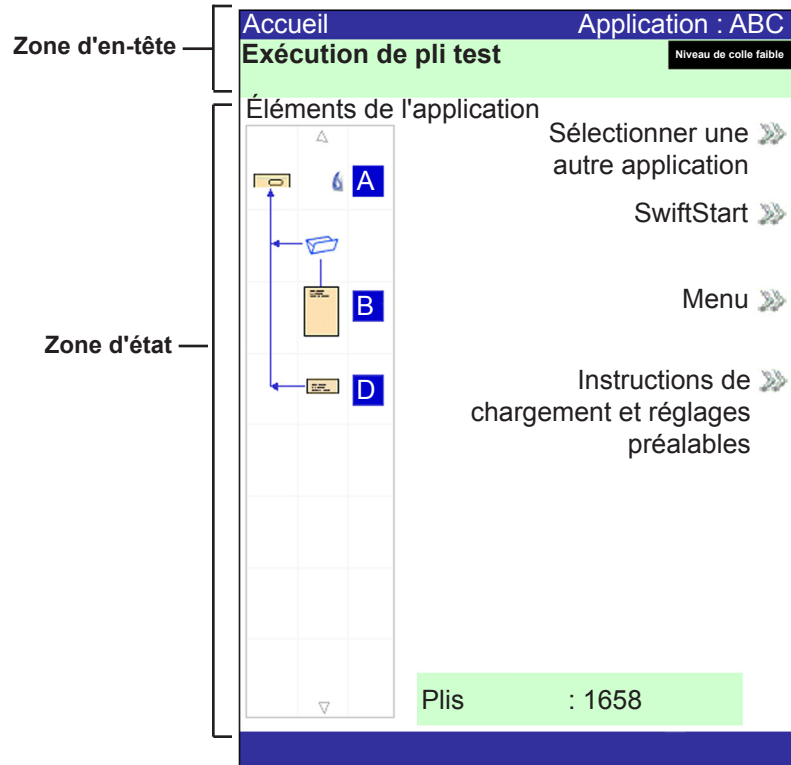 Zone d'en-tête
Accueil Application : ABC
Exécution de pli test
Niveau de colle faible
Zone d'état
Éléments de l'application
A
B
D
Sélectionner une
autre application
SwiftStart
Menu
Instructions de
chargement et réglages
préalables
Plis : 1658